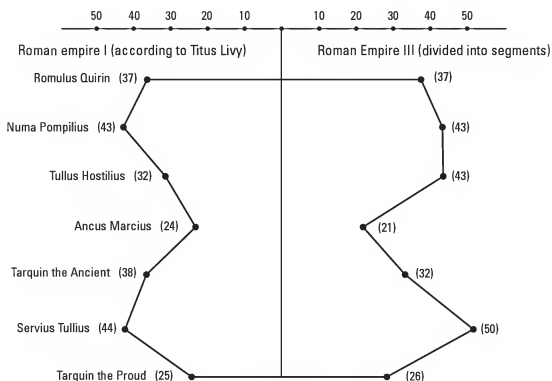 50 40 30 20 10 10 20 30 40 50
Roman empire I (according to Titus Livy) Roman Empire III (divided into segments)
Romulus Quirin (37) (37)
Numa Pompilius (43) (43)
Tullus Hostilius (32) (43)
Ancus Marcius (24) (21)
Tarquin the Ancient (38) (32)
Servius Tullius (44) (50)
Tarquin the Proud (25) (26)